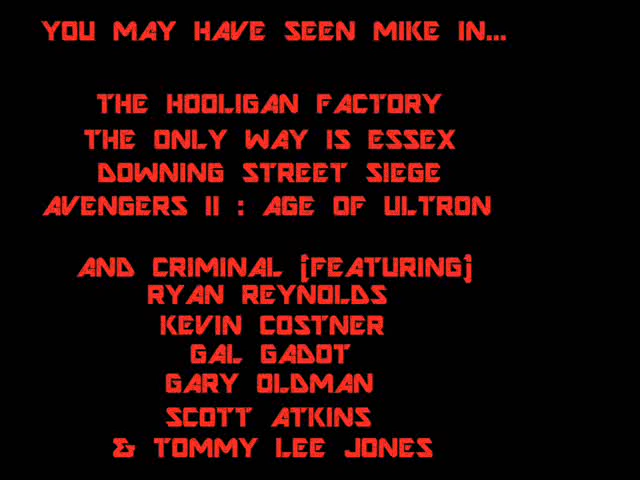 YOU MAY HAVE SEEN MIKE IN...
THE HOOLIGAN FACTORY
THE ONLY WAY IS ESSEX
DOWNING STREET SIEGE
AVENGERS II : AGE OF ULTRON
AND CRIMINAL [FEATURING]
RYAN REYNOLDS
KEVIN COSTNER
GAL GADOT
GARY OLDMAN
SCOTT ATKINS
& TOMMY LEE JONES